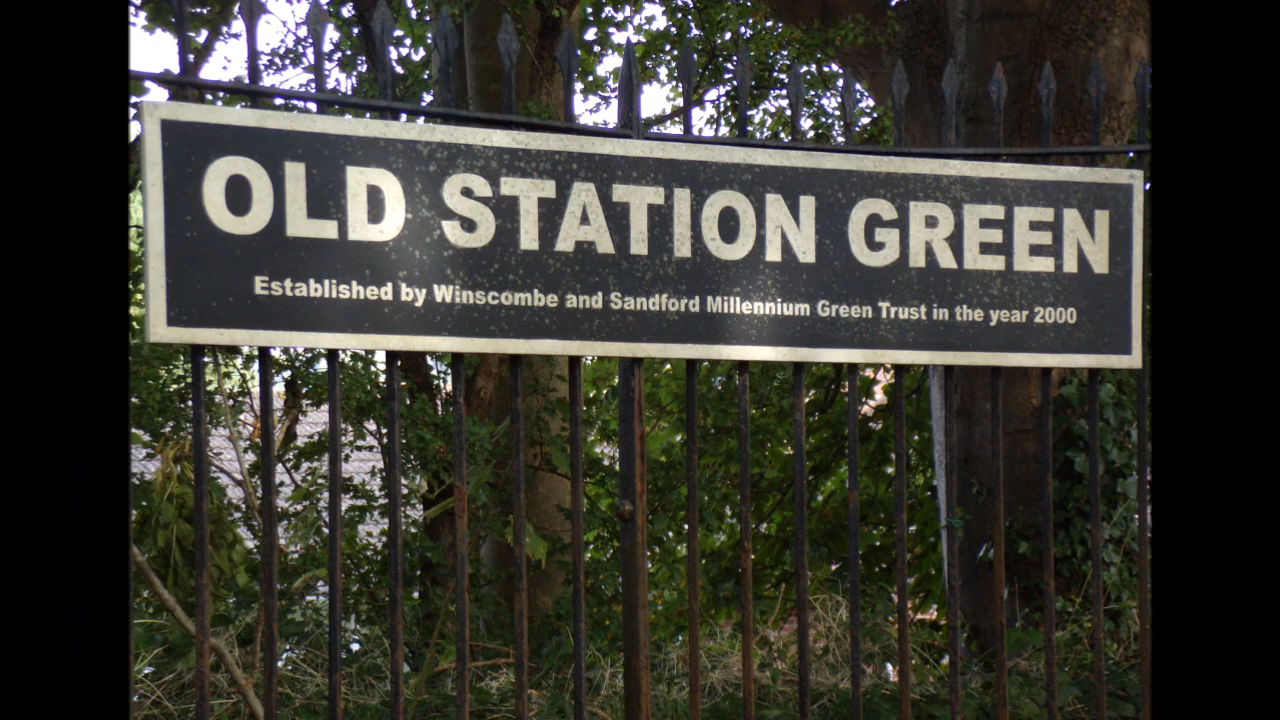 OLD STATION GREEN
Established by Winscombe and Sandford Millennium Green Trust in the year 2000